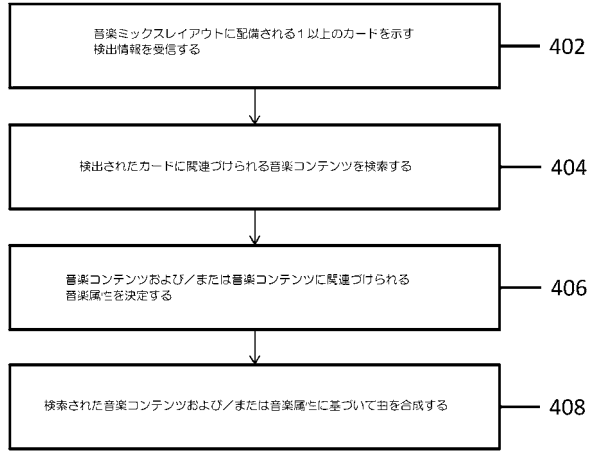 音楽ミックスレイアウトに配備される１以上のカードを示す
検出情報を受信する
402
検出されたカードに関連づけられる音楽コンテンツを検索する
404
音楽コンテンツおよび／または音楽コンテンツに関連づけられる
音楽属性を決定する
406
検索された音楽コンテンツおよび／または音楽属性に基づいて曲を合成する
408